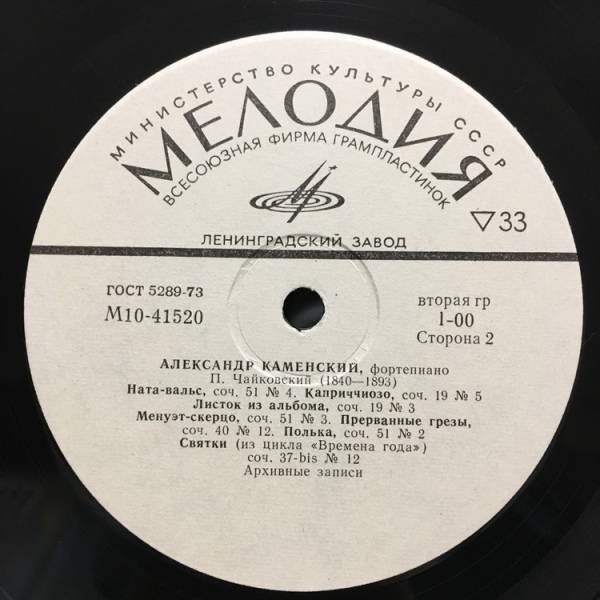 МИНИСТЕРСТВО КУЛЬТУРЫ СССР
МЕЛОДИЯ
ВСЕСОЮЗНАЯ ФИРМА ГРАМПЛАСТИНОК
33
ЛЕНИНГРАДСКИЙ ЗАВОД
ГОСТ 5289-73
М10-41520
вторая гр
1-00
Сторона 2
АЛЕКСАНДР КАМЕНСКИЙ, фортепиано
П. Чайковский (1840—1893)
Ната-вальс, соч. 51 № 4. Каприччиозо, соч. 19 № 5
Листок из альбома, соч. 19 № 3
Менуэт-скерцо, соч. 51 № 3. Прерванные грезы,
соч. 40 № 12. Полька, соч. 51 № 2
Святки (из цикла «Времена года»)
соч. 37-bis № 12
Архивные записи